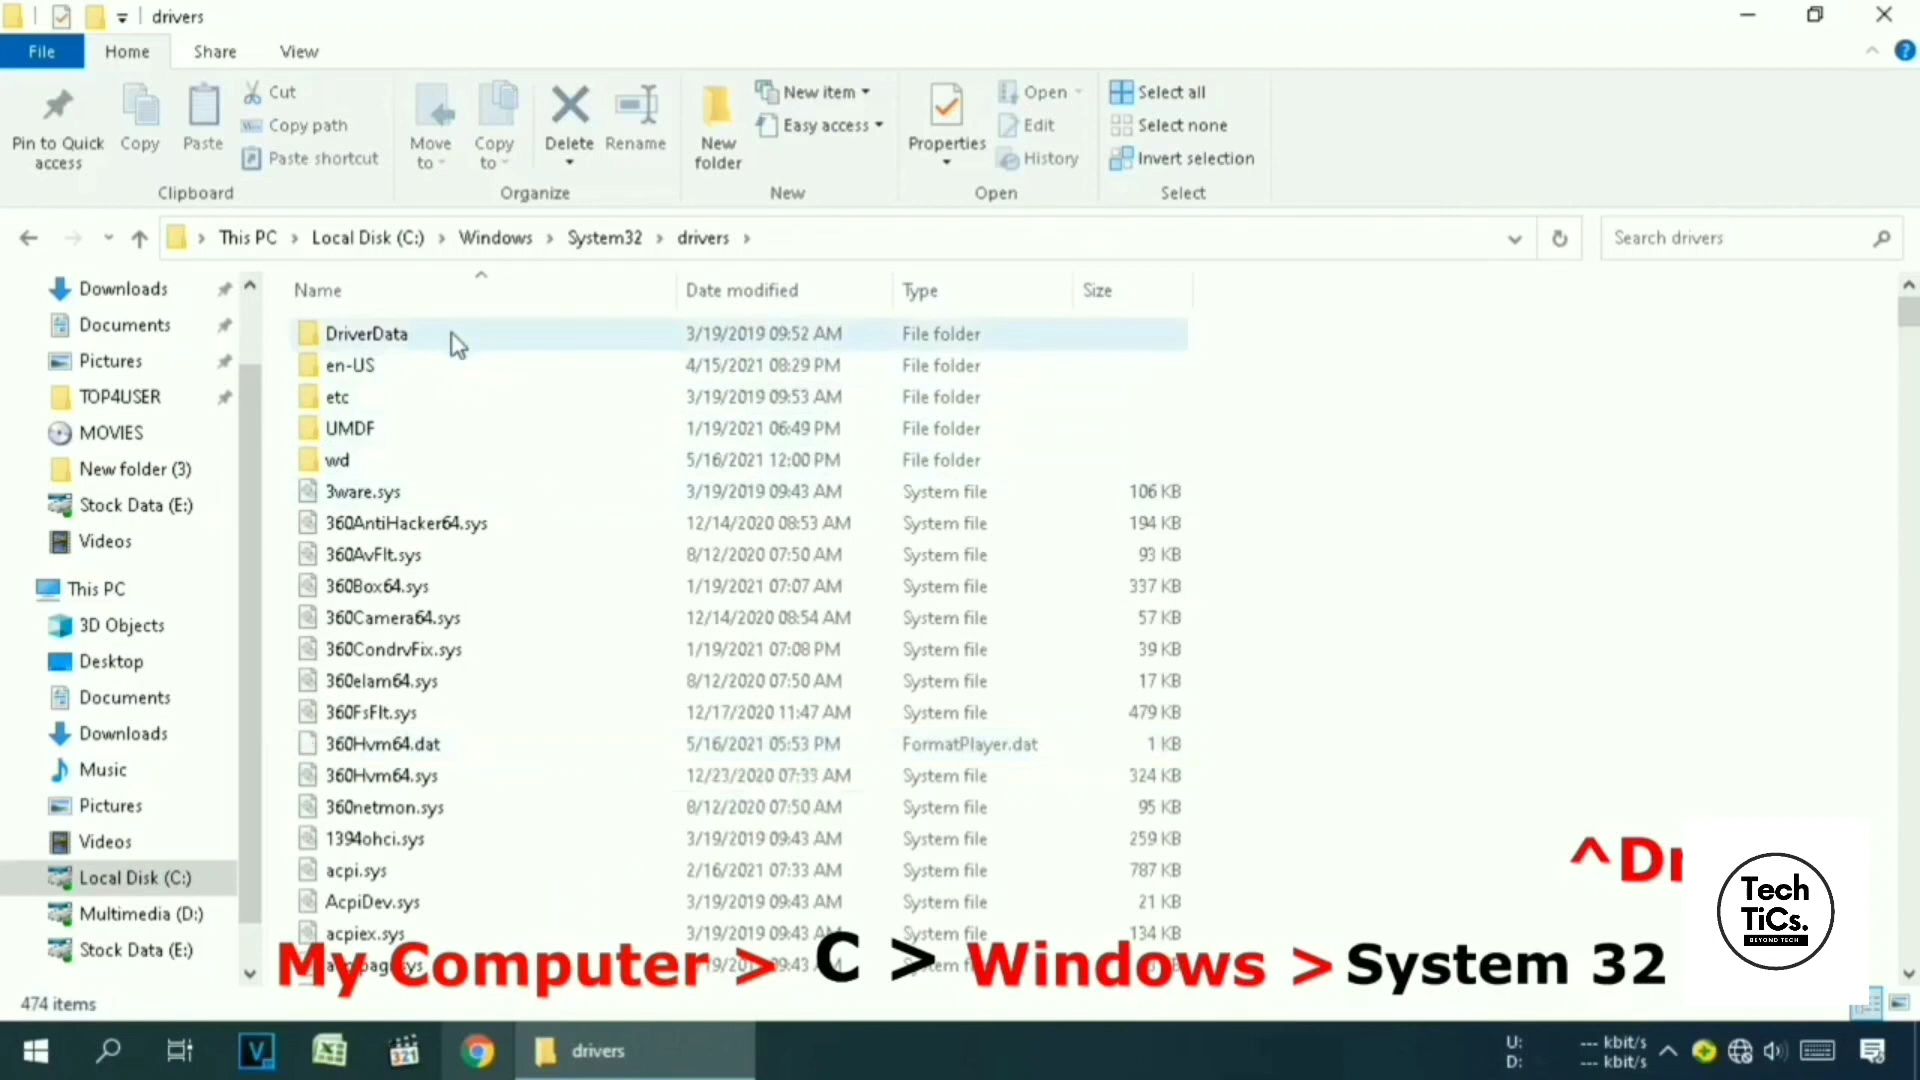 drivers
File Home Share View
Pin to Quick access
Copy
Paste
Cut
Copy path
Paste shortcut
Clipboard
Move to
Copy to
Delete
Rename
Organize
New folder
New item
Easy access
New
Properties
Open
Edit
History
Open
Select all
Select none
Invert selection
Select
This PC > Local Disk (C:) > Windows > System32 > drivers >
Search drivers
Downloads
Documents
Pictures
TOP4USER
MOVIES
New folder (3)
Stock Data (E:)
Videos
This PC
3D Objects
Desktop
Documents
Downloads
Music
Pictures
Videos
Local Disk (C:)
Multimedia (D:)
Stock Data (E:)
Name Date modified Type Size
DriverData 3/19/2019 09:52 AM File folder
en-US 4/15/2021 08:29 PM File folder
etc 3/19/2019 09:53 AM File folder
UMDF 1/19/2021 06:49 PM File folder
wd 5/16/2021 12:00 PM File folder
3ware.sys 3/19/2019 09:43 AM System file 106 KB
360AntiHacker64.sys 12/14/2020 08:53 AM System file 194 KB
360AvFlt.sys 8/12/2020 07:50 AM System file 93 KB
360Box64.sys 1/19/2021 07:07 AM System file 337 KB
360Camera64.sys 12/14/2020 08:54 AM System file 57 KB
360CondrvFix.sys 1/19/2021 07:08 PM System file 39 KB
360elam64.sys 8/12/2020 07:50 AM System file 17 KB
360FsFlt.sys 12/17/2020 11:47 AM System file 479 KB
360Hvm64.dat 5/16/2021 05:53 PM FormatPlayer.dat 1 KB
360Hvm64.sys 12/23/2020 07:33 AM System file 324 KB
360netmon.sys 8/12/2020 07:50 AM System file 95 KB
1394ohci.sys 3/19/2019 09:43 AM System file 259 KB
acpi.sys 2/16/2021 07:33 AM System file 787 KB
AcpiDev.sys 3/19/2019 09:43 AM System file 21 KB
acpiex.sys 3/19/2019 09:43 AM System file 134 KB
^Dr
Tech
TiCs.
BEYOND TECH
My Computer > C > Windows > System 32
474 items
drivers
U: --- kbit/s
D: --- kbit/s